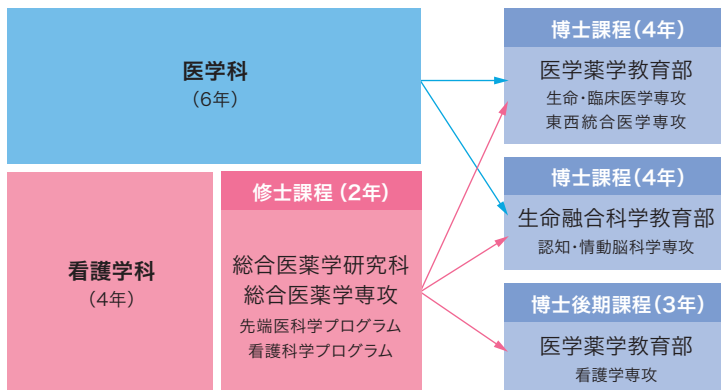 医学科
(6年)
看護学科
(4年)
修士課程(2年)
総合医薬学研究科
総合医薬学専攻
先端医科学プログラム
看護科学プログラム
博士課程(4年)
医学薬学教育部
生命・臨床医学専攻
東西統合医学専攻
博士課程(4年)
生命融合科学教育部
認知・情動脳科学専攻
博士後期課程(3年)
医学薬学教育部
看護学専攻